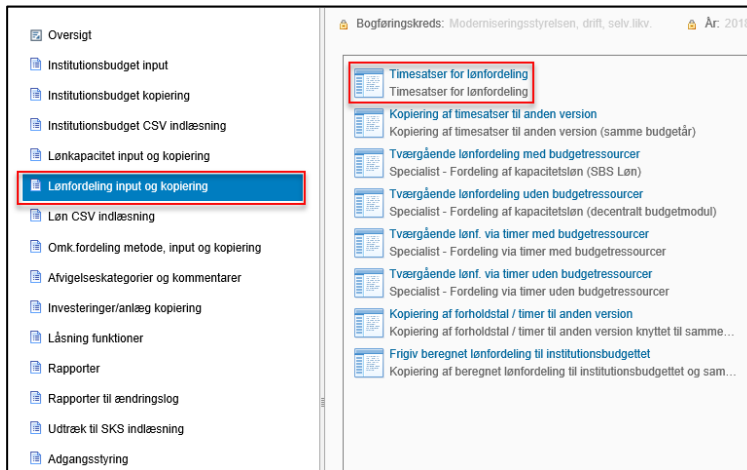 Oversigt
Institutionsbudget input
Institutionsbudget kopiering
Institutionsbudget CSV indlæsning
Lønkapacitet input og kopiering
Lønfordeling input og kopiering
Løn CSV indlæsning
Omk.fordeling metode, input og kopiering
Afvigelseskategorier og kommentarer
Investeringer/anlæg kopiering
Låsning funktioner
Rapporter
Rapporter til ændringslog
Udtræk til SKS indlæsning
Adgangsstyring
Bogføringskreds: Moderniseringsstyrelsen, drift, selv.likv. År: 2018
Timesatser for lønfordeling
Timesatser for lønfordeling
Kopiering af timesatser til anden version
Kopiering af timesatser til anden version (samme budgetår)
Tværgående lønfordeling med budgetressourcer
Specialist - Fordeling af kapacitetsløn (SBS Løn)
Tværgående lønfordeling uden budgetressourcer
Specialist - Fordeling af kapacitetsløn (decentralt budgetmodul)
Tværgående lønf. via timer med budgetressourcer
Specialist - Fordeling via timer med budgetressourcer
Tværgående lønf. via timer uden budgetressourcer
Specialist - Fordeling via timer uden budgetressourcer
Kopiering af forholdstal / timer til anden version
Kopiering af forholdstal / timer til anden version knyttet til samme...
Frigiv beregnet lønfordeling til institutionsbudgettet
Kopiering af beregnet lønfordeling til institutionsbudgettet og sam...